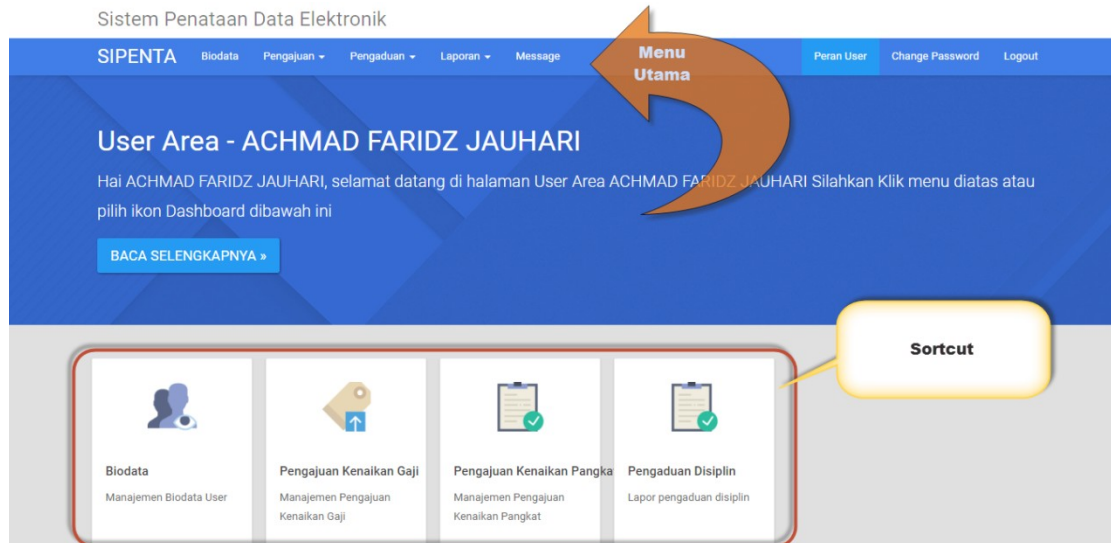 Sistem Penataan Data Elektronik
SIPENTA Biodata Pengajuan Pengaduan Laporan Message Menu Utama Peran User Change Password Logout
User Area - ACHMAD FARIDZ JAUHARI
Hai ACHMAD FARIDZ JAUHARI, selamat datang di halaman User Area ACHMAD FARIDZ JAUHARI Silahkan Klik menu diatas atau
pilih ikon Dashboard dibawah ini
BACA SELENGKAPNYA »
Sortcut
Biodata
Manajemen Biodata User
Pengajuan Kenaikan Gaji
Manajemen Pengajuan
Kenaikan Gaji
Pengajuan Kenaikan Pangka
Manajemen Pengajuan
Kenaikan Pangkat
Pengaduan Disiplin
Lapor pengaduan disiplin